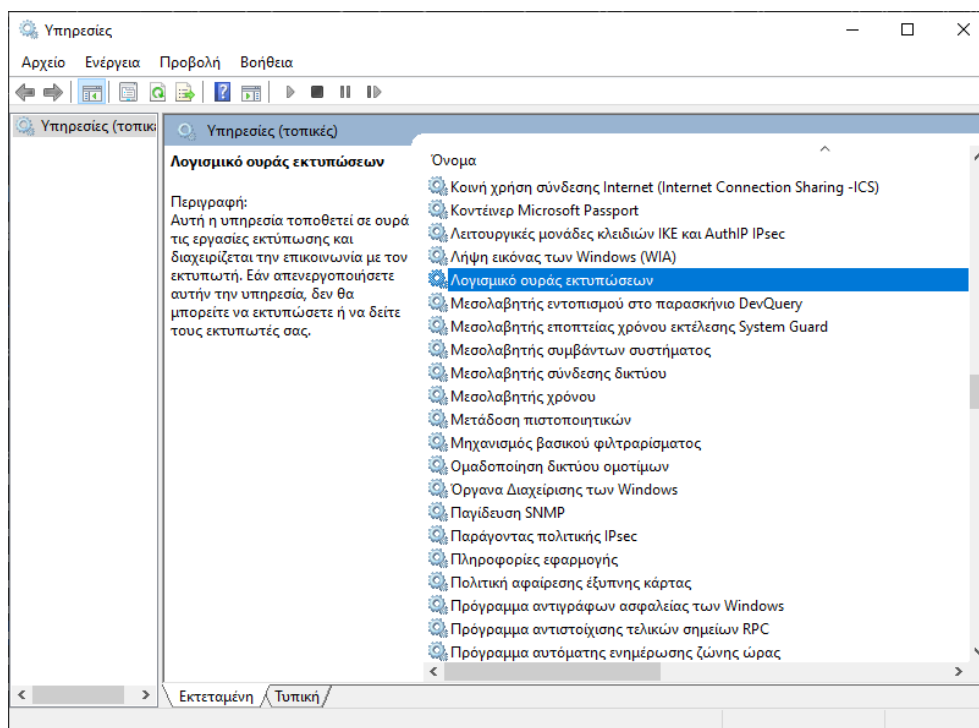 Υπηρεσίες
Αρχείο Ενέργεια Προβολή Βοήθεια
Υπηρεσίες (τοπικ
Υπηρεσίες (τοπικές)
Λογισμικό ουράς εκτυπώσεων
Περιγραφή:
Αυτή η υπηρεσία τοποθετεί σε ουρά
τις εργασίες εκτύπωσης και
διαχειρίζεται την επικοινωνία με τον
εκτυπωτή. Εάν απενεργοποιήσετε
αυτήν την υπηρεσία, δεν θα
μπορείτε να εκτυπώσετε ή να δείτε
τους εκτυπωτές σας.
Όνομα
Κοινή χρήση σύνδεσης Internet (Internet Connection Sharing -ICS)
Κοντέινερ Microsoft Passport
Λειτουργικές μονάδες κλειδιών IKE και AuthIP IPsec
Λήψη εικόνας των Windows (WIA)
Λογισμικό ουράς εκτυπώσεων
Μεσολαβητής εντοπισμού στο παρασκήνιο DevQuery
Μεσολαβητής εποπτείας χρόνου εκτέλεσης System Guard
Μεσολαβητής συμβάντων συστήματος
Μεσολαβητής σύνδεσης δικτύου
Μεσολαβητής χρόνου
Μετάδοση πιστοποιητικών
Μηχανισμός βασικού φιλτραρίσματος
Ομαδοποίηση δικτύου ομοτίμων
Όργανα Διαχείρισης των Windows
Παγίδευση SNMP
Παράγοντας πολιτικής IPsec
Πληροφορίες εφαρμογής
Πολιτική αφαίρεσης έξυπνης κάρτας
Πρόγραμμα αντιγράφων ασφαλείας των Windows
Πρόγραμμα αντιστοίχισης τελικών σημείων RPC
Πρόγραμμα αυτόματης ενημέρωσης ζώνης ώρας
Εκτεταμένη Τυπική